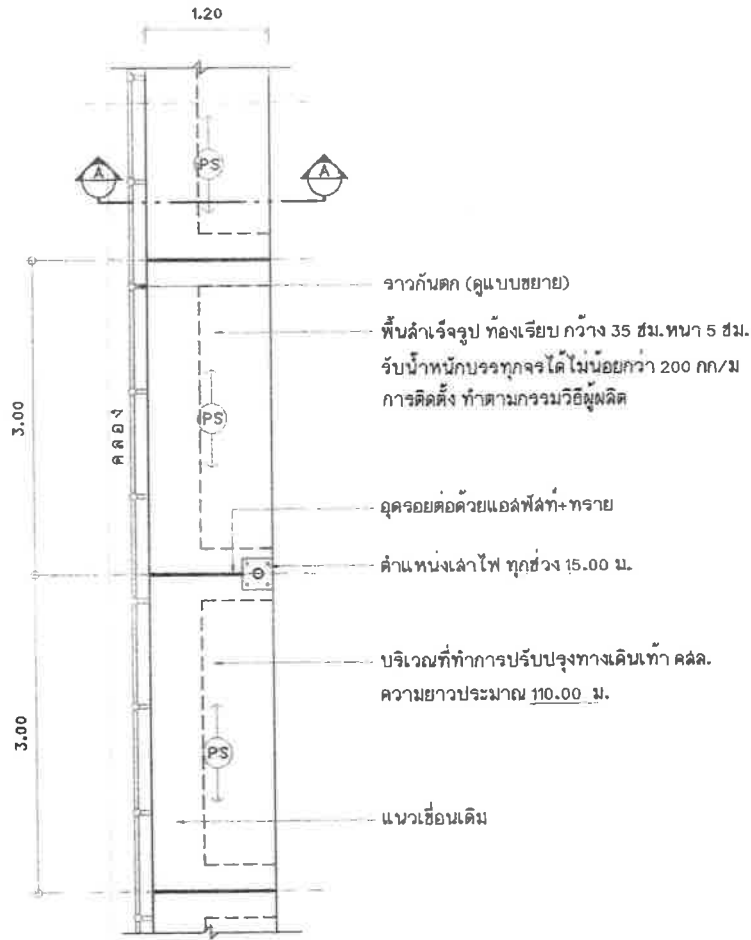 1.20
PS
A
A
ราวกันตก (ดูแบบขยาย)
พื้นสำเร็จรูป ท้องเรียบ กว้าง 35 ซม.หนา 5 ซม.
รับน้ำหนักบรรทุกจรได้ไม่น้อยกว่า 200 กก/ม
การติดตั้ง ทำตามกรรมวิธีผู้ผลิต
3.00
คลอง
PS
อุดรอยต่อด้วยแอสฟัสท์+ทราย
ตำแหน่งเสาไฟ ทุกช่วง 15.00 ม.
บริเวณที่ทำการปรับปรุงทางเดินเท้า คสล.
ความยาวประมาณ 110.00 ม.
3.00
PS
แนวเขื่อนเดิม